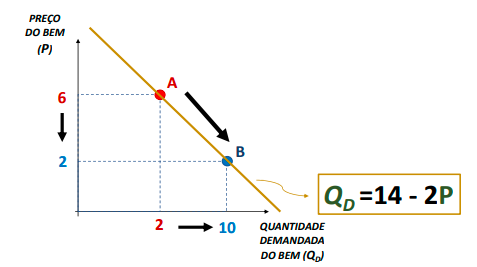 PREÇO
DO BEM
(P)
A
6
B
2
Q_D =14 - 2P
2
10
QUANTIDADE
DEMANDADA
DO BEM (Q_D)